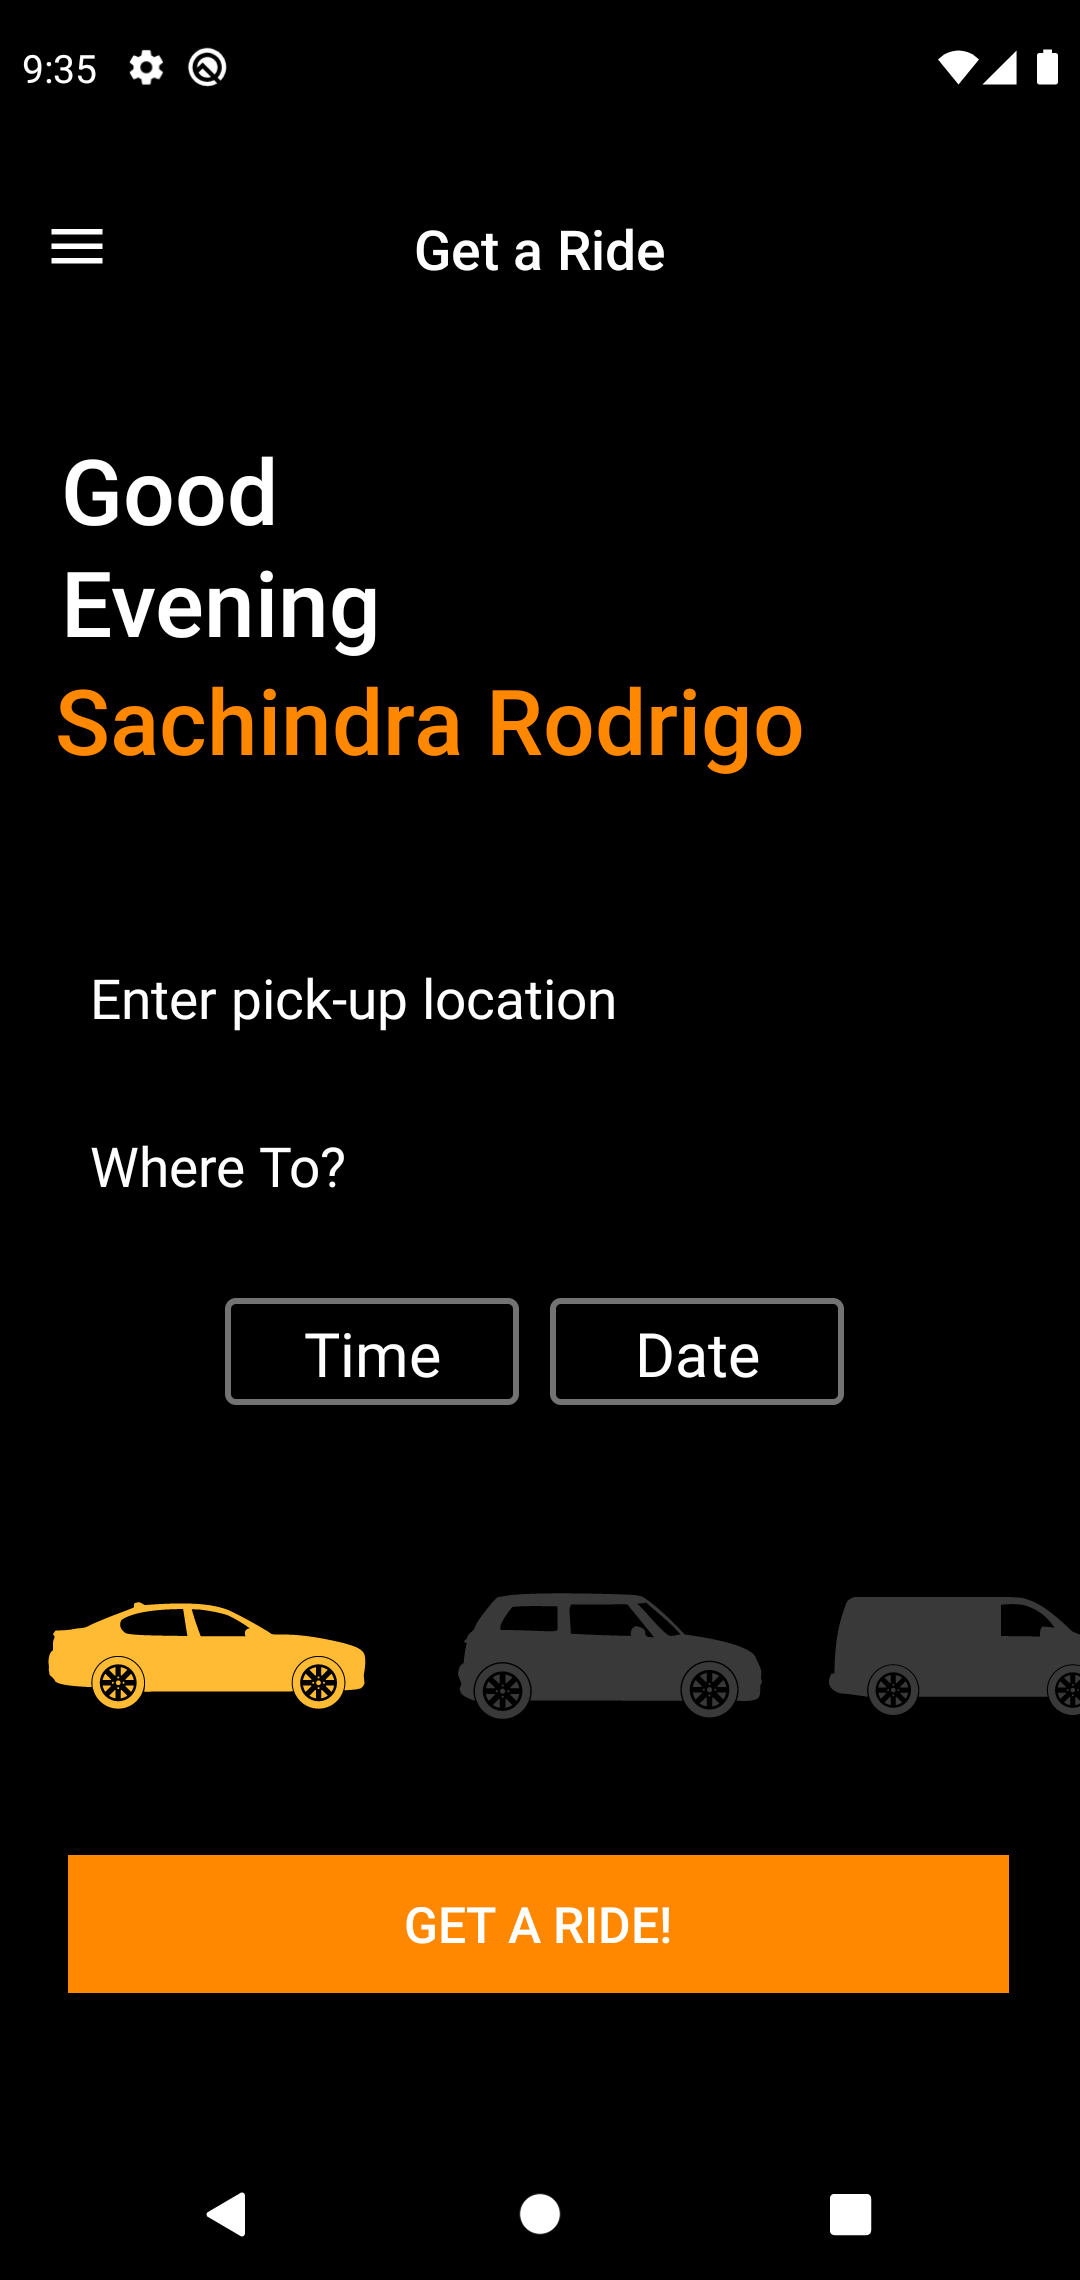 9:35
Get a Ride
Good
Evening
Sachindra Rodrigo
Enter pick-up location
Where To?
Time Date
GET A RIDE!